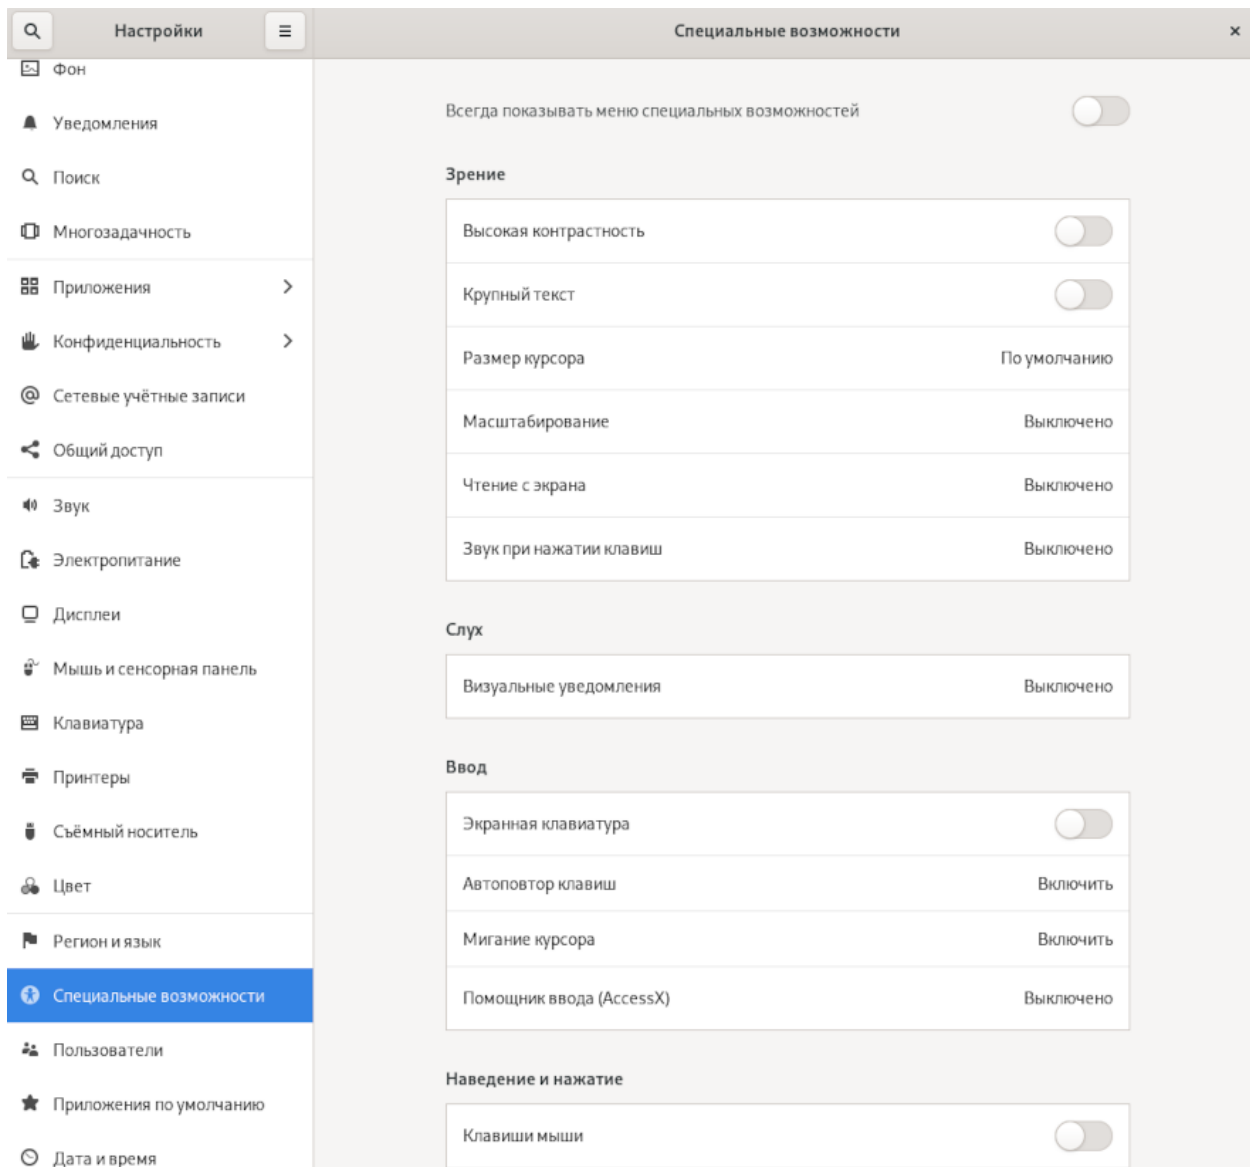 Настройки
Специальные возможности
Фон
Уведомления
Поиск
Многозадачность
Приложения
Конфиденциальность
Сетевые учётные записи
Общий доступ
Звук
Электропитание
Дисплеи
Мышь и сенсорная панель
Клавиатура
Принтеры
Съёмный носитель
Цвет
Регион и язык
Специальные возможности
Пользователи
Приложения по умолчанию
Дата и время
Всегда показывать меню специальных возможностей
Зрение
Высокая контрастность
Крупный текст
Размер курсора По умолчанию
Масштабирование Выключено
Чтение с экрана Выключено
Звук при нажатии клавиш Выключено
Слух
Визуальные уведомления Выключено
Ввод
Экранная клавиатура
Автоповтор клавиш Включить
Мигание курсора Включить
Помощник ввода (AccessX) Выключено
Наведение и нажатие
Клавиши мыши